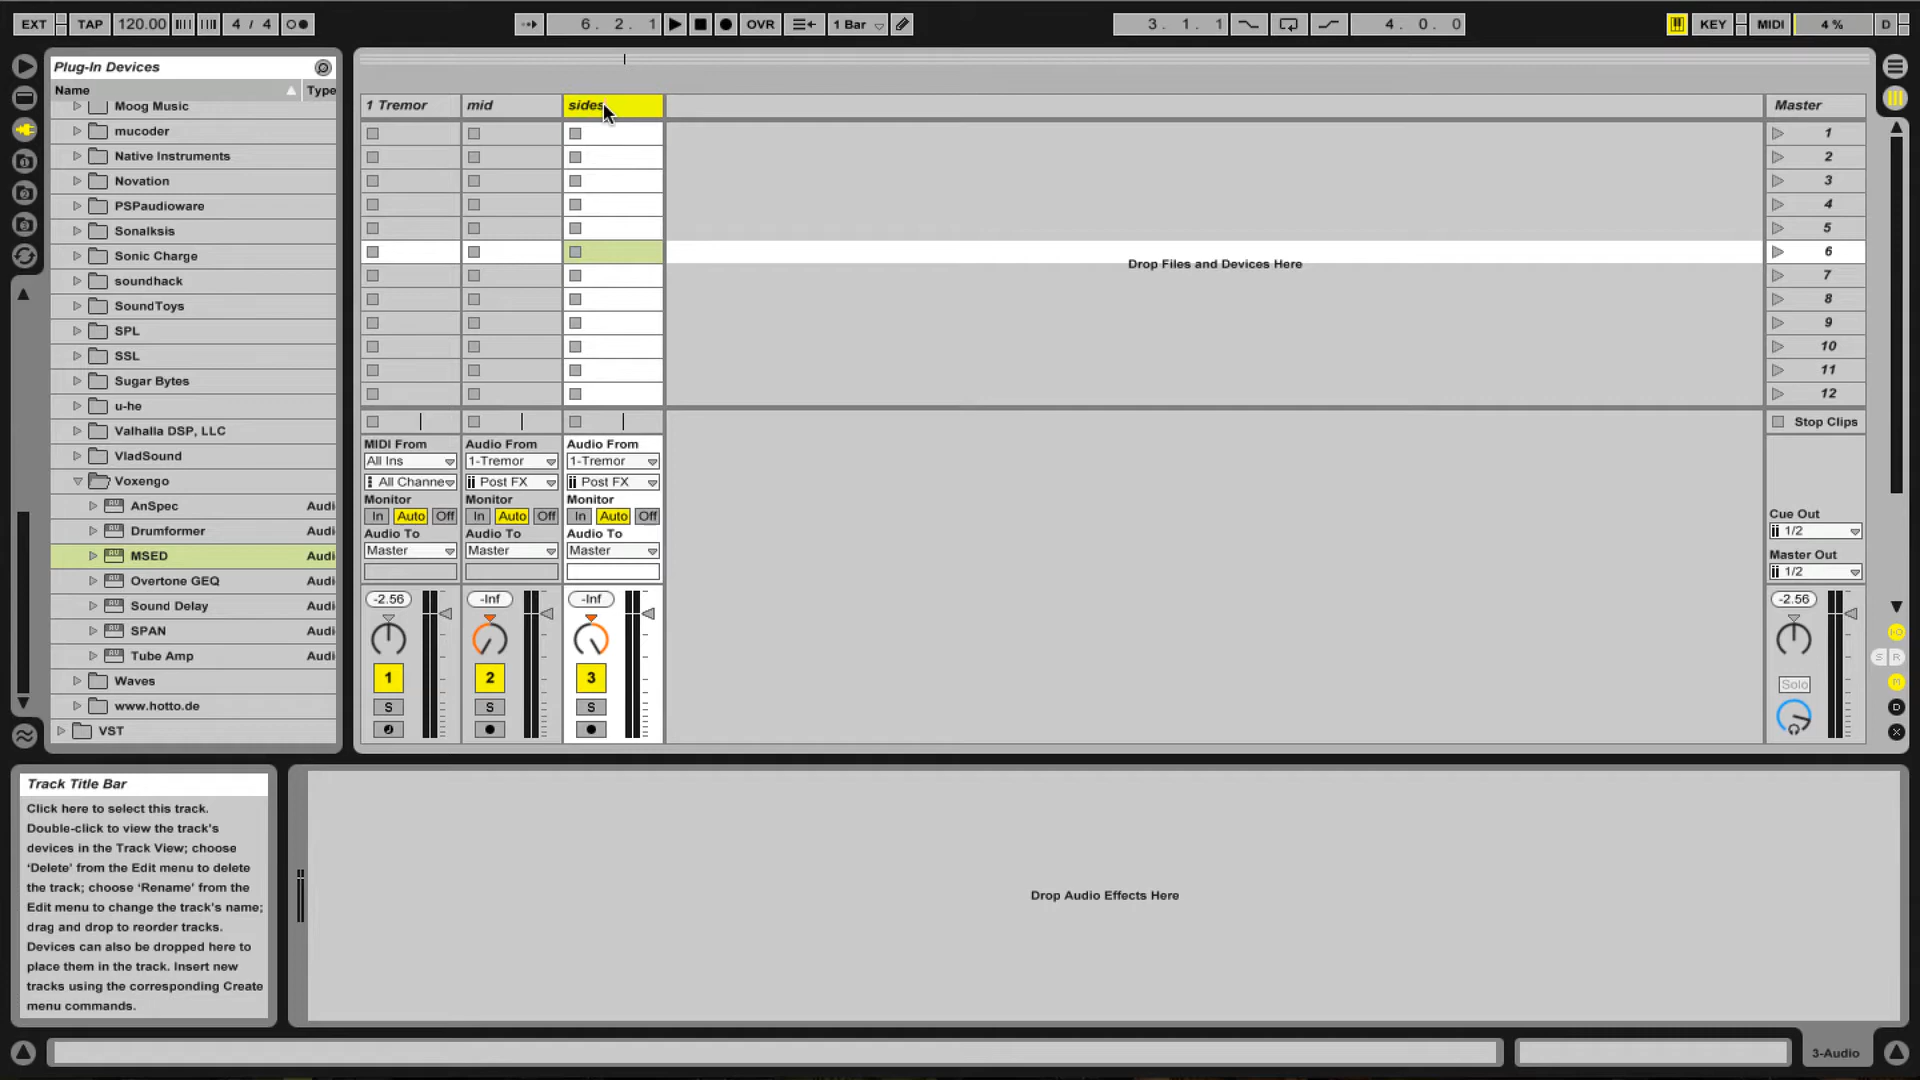 EXT TAP 120.00 4 / 4 6. 2. 1 OVR 1 Bar 3. 1. 1 4. 0. 0 KEY MIDI 4 % D
Plug-In Devices
Name Type
Moog Music
mucoder
Native Instruments
Novation
PSPaudioware
Sonalksis
Sonic Charge
soundhack
SoundToys
SPL
SSL
Sugar Bytes
u-he
Valhalla DSP, LLC
VladSound
Voxengo
AnSpec Audi
Drumformer Audi
MSED Audi
Overtone GEQ Audi
Sound Delay Audi
SPAN Audi
Tube Amp Audi
Waves
www.hotto.de
VST
1 Tremor mid sides Master
1
2
3
4
5
6
7
8
9
10
11
12
Drop Files and Devices Here
Stop Clips
MIDI From Audio From Audio From
All Ins 1-Tremor 1-Tremor
All Channe Post FX Post FX
Monitor Monitor Monitor
In Auto Off In Auto Off In Auto Off
Audio To Audio To Audio To
Master Master Master
Cue Out
1/2
Master Out
1/2
-2.56 -Inf -Inf -2.56
1 2 3 Solo
S S S
S R
M
D
X
Track Title Bar
Click here to select this track.
Double-click to view the track's
devices in the Track View; choose
'Delete' from the Edit menu to delete
the track; choose 'Rename' from the
Edit menu to change the track's name;
drag and drop to reorder tracks.
Devices can also be dropped here to
place them in the track. Insert new
tracks using the corresponding Create
menu commands.
Drop Audio Effects Here
3-Audio